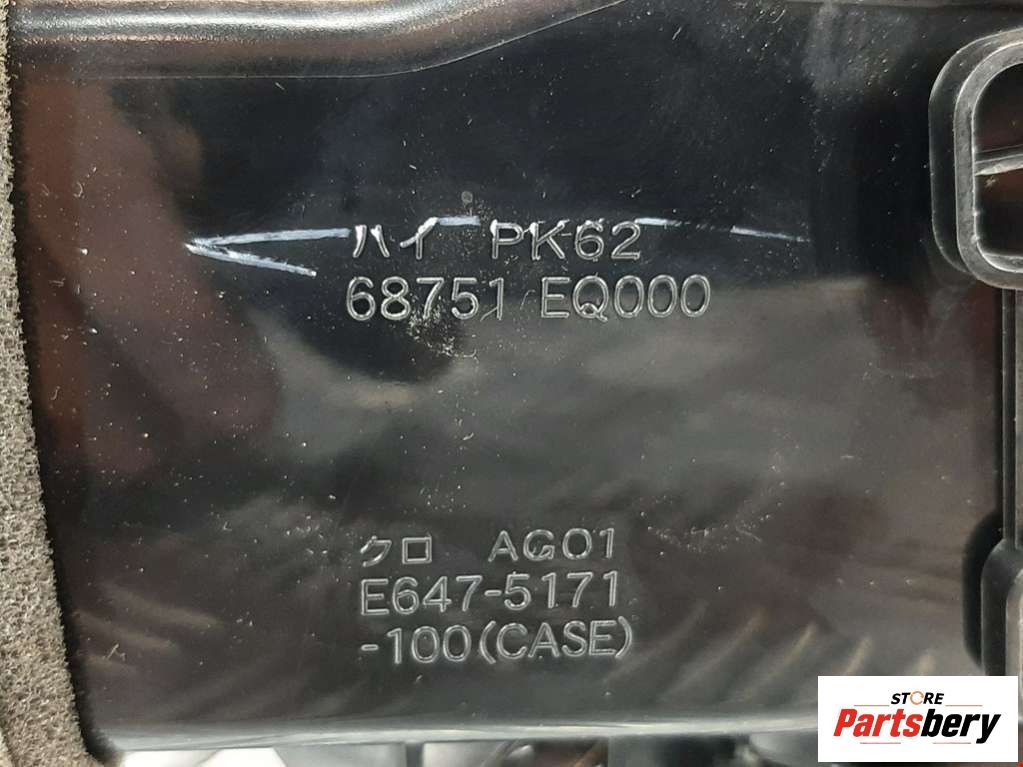 ハイ PK62
68751 EQ000
クロ AG01
E647-5171
-100(CASE)
STORE
Partsbery